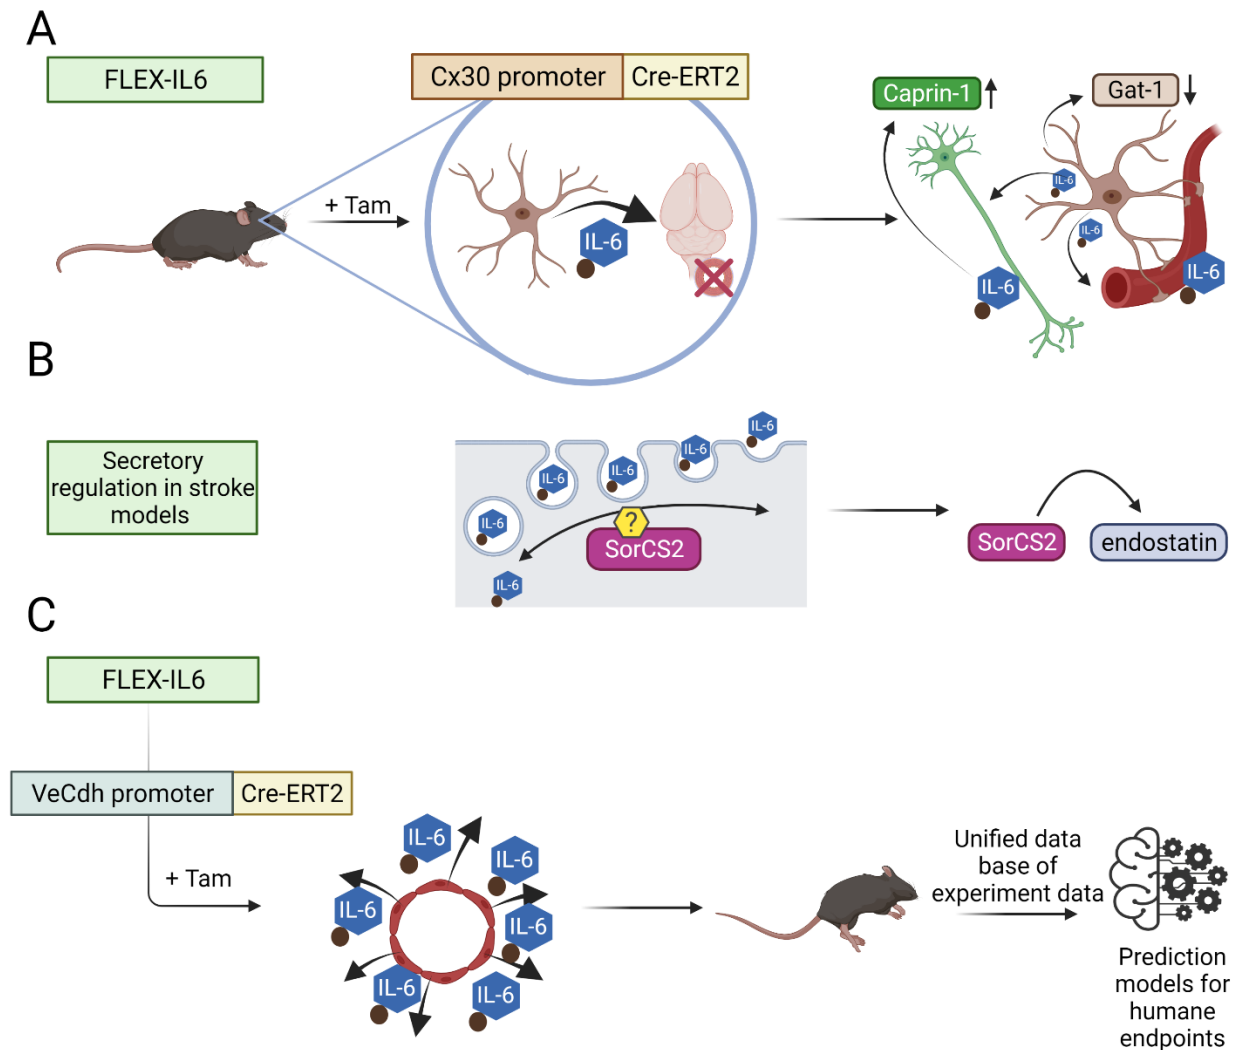 A
FLEX-IL6
Cx30 promoter
Cre-ERT2
+ Tam
IL-6
Caprin-1
Gat-1
IL-6
IL-6
IL-6
IL-6
B
Secretory
regulation in stroke
models
IL-6
IL-6
IL-6
IL-6
IL-6
IL-6
?
SorCS2
SorCS2
endostatin
C
FLEX-IL6
VeCdh promoter
Cre-ERT2
+ Tam
IL-6
IL-6
IL-6
IL-6
IL-6
IL-6
Unified data
base of
experiment data
Prediction
models for
humane
endpoints